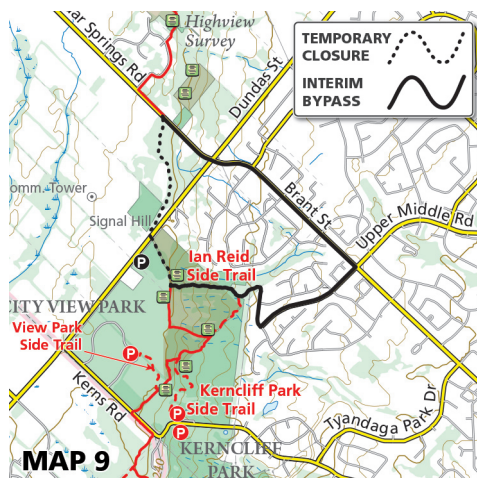 Highview
Survey
ar Springs Rd
Dundas St
TEMPORARY
CLOSURE
INTERIM
BYPASS
Brant St
Upper Middle Rd
omm. Tower
Signal Hill
P
Ian Reid
Side Trail
CITY VIEW PARK
View Park
Side Trail
P
Kerns Rd
Kerncliff Park
Side Trail
P
P
Tyandaga Park Dr
KERNCLIFF
PARK
240
MAP 9